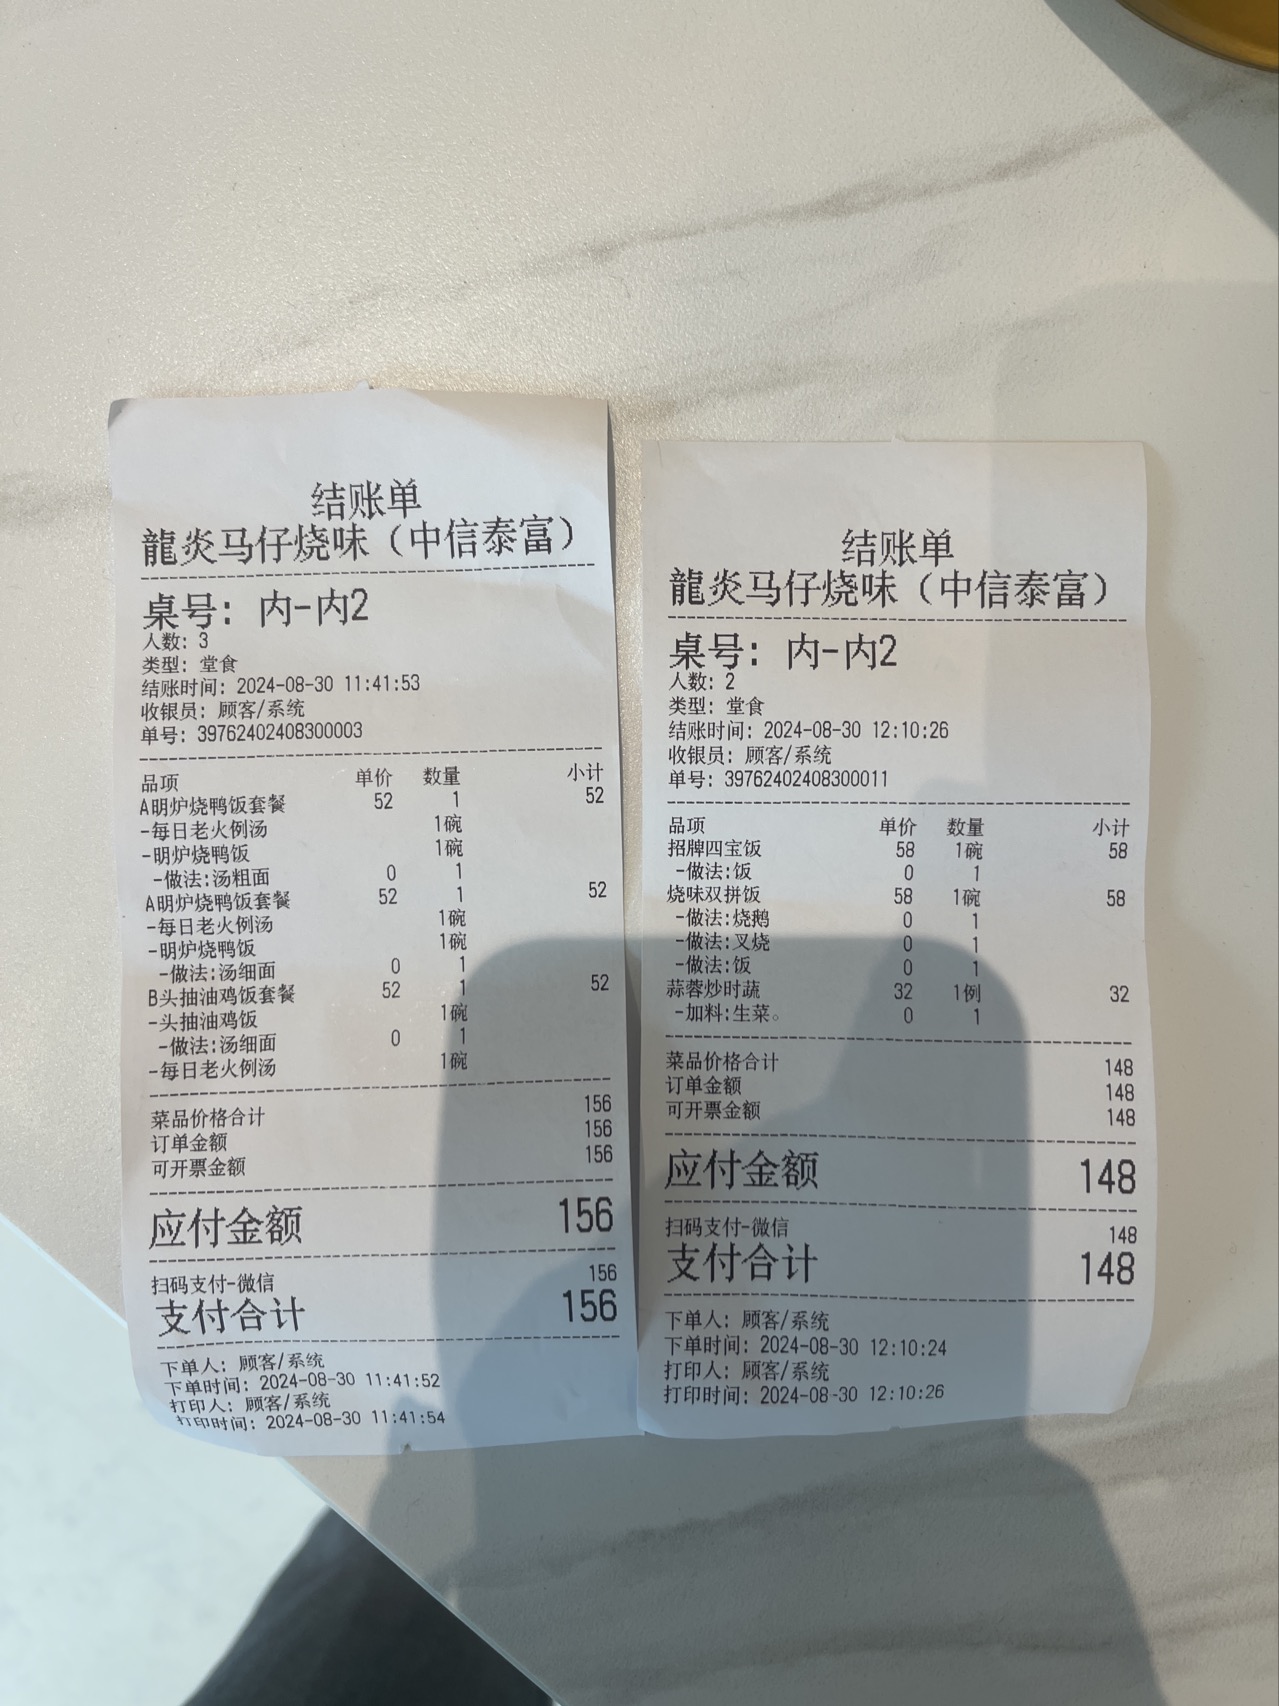 结账单
龍炎马仔烧味（中信泰富）
桌号：内-内2
人数：3
类型：堂食
结账时间：2024-08-30 11:41:53
收银员：顾客/系统
单号：39762402408300003
品项 单价 数量 小计
A明炉烧鸭饭套餐 52 1 52
-每日老火例汤 1碗
-明炉烧鸭饭 1碗
-做法:汤粗面 0 1
A明炉烧鸭饭套餐 52 1 52
-每日老火例汤 1碗
-明炉烧鸭饭 1碗
-做法:汤细面 0 1
B头抽油鸡饭套餐 52 1 52
-头抽油鸡饭 1碗
-做法:汤细面 0 1
-每日老火例汤 1碗
菜品价格合计 156
订单金额 156
可开票金额 156
应付金额 156
扫码支付-微信 156
支付合计 156
下单人：顾客/系统
下单时间：2024-08-30 11:41:52
打印人：顾客/系统
打印时间：2024-08-30 11:41:54
结账单
龍炎马仔烧味（中信泰富）
桌号：内-内2
人数：2
类型：堂食
结账时间：2024-08-30 12:10:26
收银员：顾客/系统
单号：39762402408300011
品项 单价 数量 小计
招牌四宝饭 58 1碗 58
-做法:饭 0 1
烧味双拼饭 58 1碗 58
-做法:烧鹅 0 1
-做法:叉烧 0 1
-做法:饭 0 1
蒜蓉炒时蔬 32 1例 32
-加料:生菜。 0 1
菜品价格合计 148
订单金额 148
可开票金额 148
应付金额 148
扫码支付-微信 148
支付合计 148
下单人：顾客/系统
下单时间：2024-08-30 12:10:24
打印人：顾客/系统
打印时间：2024-08-30 12:10:26